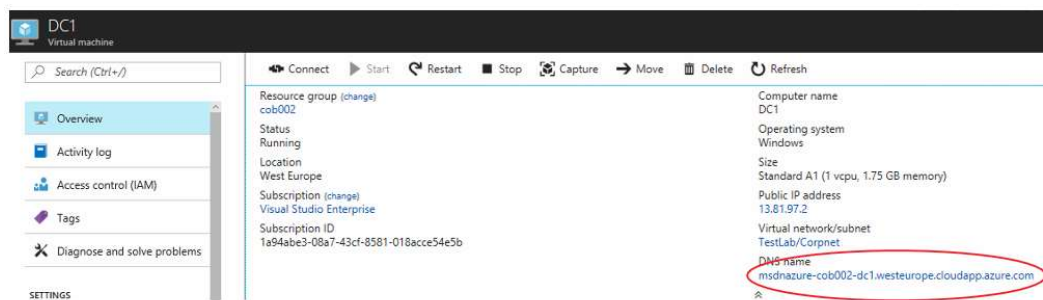 DC1
Virtual machine
Search (Ctrl+/)
Overview
Activity log
Access control (IAM)
Tags
Diagnose and solve problems
SETTINGS
Connect Start Restart Stop Capture Move Delete Refresh
Resource group (change)
cob002
Status
Running
Location
West Europe
Subscription (change)
Visual Studio Enterprise
Subscription ID
1a94abe3-08a7-43cf-8581-018acce54e5b
Computer name
DC1
Operating system
Windows
Size
Standard A1 (1 vcpu, 1.75 GB memory)
Public IP address
13.81.97.2
Virtual network/subnet
TestLab/Corpnet
DNS name
msdnazure-cob002-dc1.westeurope.cloudapp.azure.com